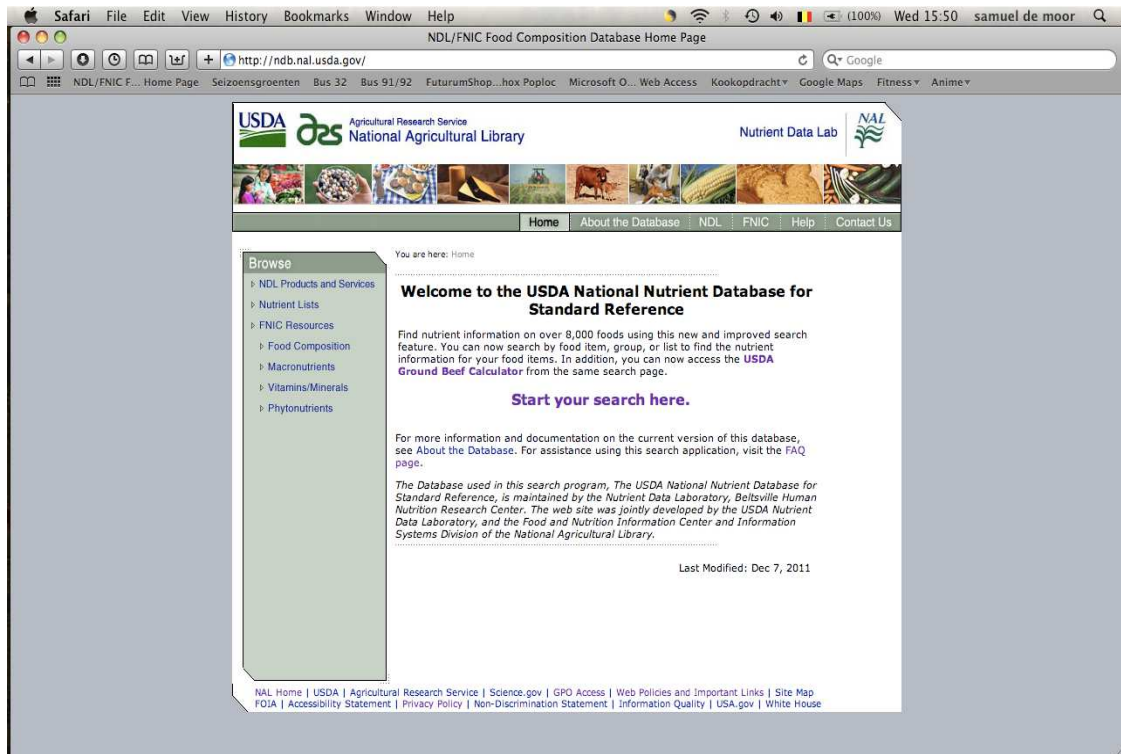 Safari File Edit View History Bookmarks Window Help (100%) Wed 15:50 samuel de moor
NDL/FNIC Food Composition Database Home Page
http://ndb.nal.usda.gov/ Google
NDL/FNIC F... Home Page Seizoensgroenten Bus 32 Bus 91/92 FuturumShop...hox Poploc Microsoft O... Web Access Kookopdracht Google Maps Fitness Anime
USDA ars Agricultural Research Service
National Agricultural Library
Nutrient Data Lab NAL
Home About the Database NDL FNIC Help Contact Us
Browse
NDL Products and Services
Nutrient Lists
FNIC Resources
Food Composition
Macronutrients
Vitamins/Minerals
Phytonutrients
You are here: Home
Welcome to the USDA National Nutrient Database for
Standard Reference
Find nutrient information on over 8,000 foods using this new and improved search
feature. You can now search by food item, group, or list to find the nutrient
information for your food items. In addition, you can now access the USDA
Ground Beef Calculator from the same search page.
Start your search here.
For more information and documentation on the current version of this database,
see About the Database. For assistance using this search application, visit the FAQ
page.
The Database used in this search program, The USDA National Nutrient Database for
Standard Reference, is maintained by the Nutrient Data Laboratory, Beltsville Human
Nutrition Research Center. The web site was jointly developed by the USDA Nutrient
Data Laboratory, and the Food and Nutrition Information Center and Information
Systems Division of the National Agricultural Library.
Last Modified: Dec 7, 2011
NAL Home | USDA | Agricultural Research Service | Science.gov | GPO Access | Web Policies and Important Links | Site Map
FOIA | Accessibility Statement | Privacy Policy | Non-Discrimination Statement | Information Quality | USA.gov | White House